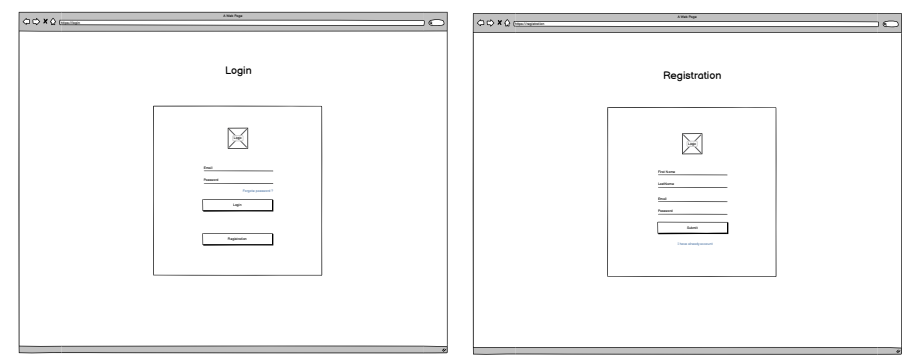 A Web Page
https://login
Login
Logo
Email
Password
Forgotw password ?
Login
Registration
A Web Page
https://registration
Registration
Logo
First Name
LastName
Email
Password
Submit
I have already account